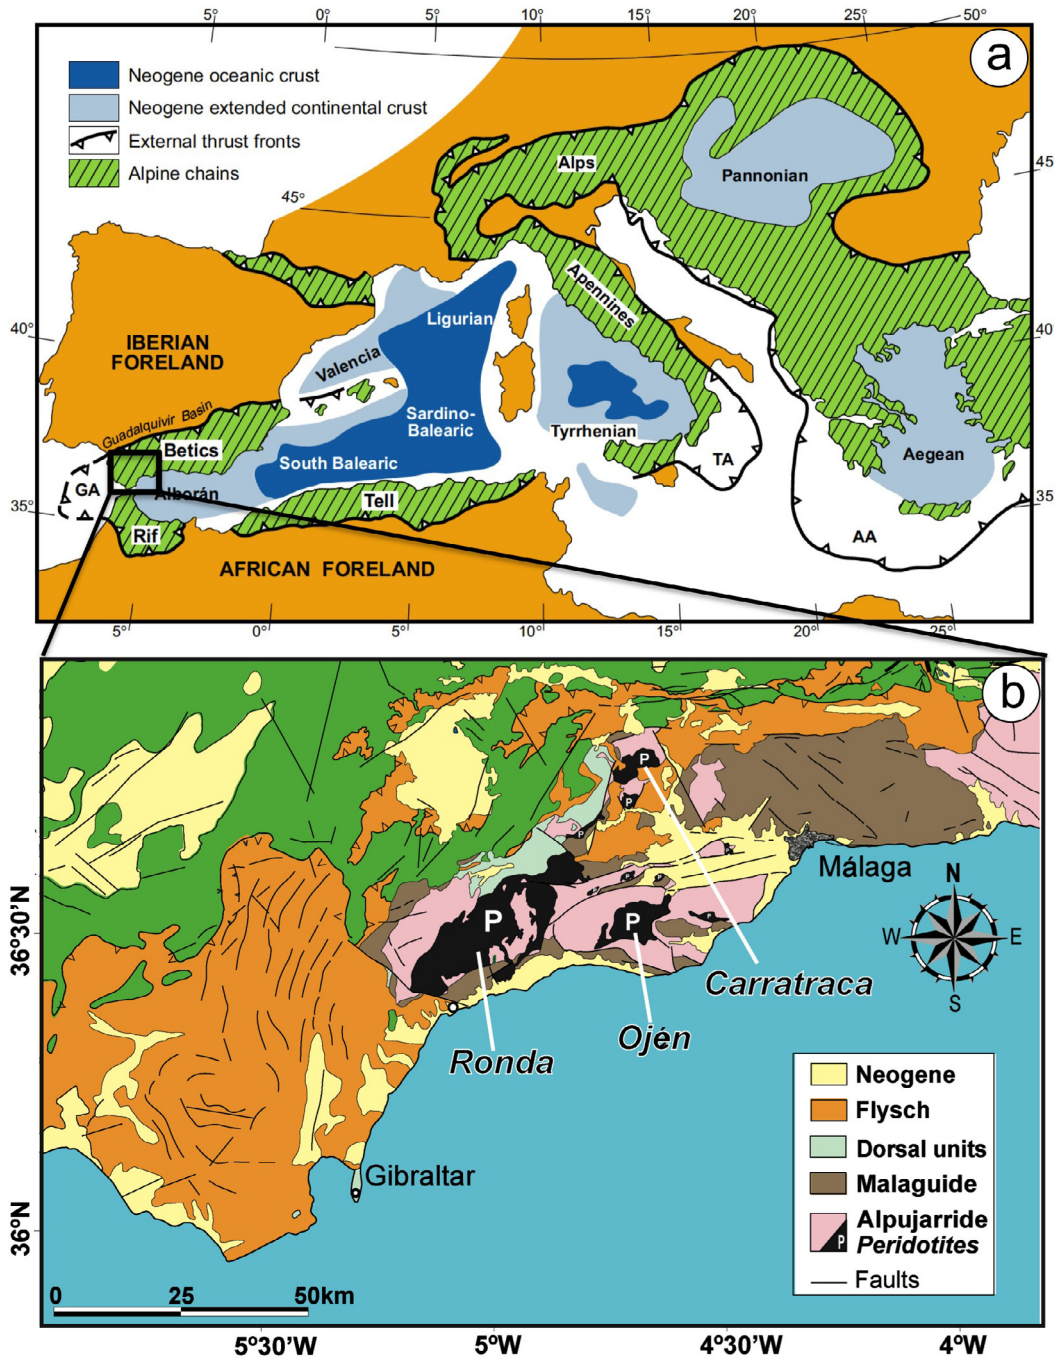 5° 0° 5° 10° 15° 20° 25° 50°
a
Neogene oceanic crust
Neogene extended continental crust
External thrust fronts
Alpine chains
45°
45
Alps
Pannonian
Apennines
Ligurian
40°
40
IBERIAN
FORELAND
Valencia
Guadalquivir Basin
Sardino-
Balearic
Tyrrhenian
Betics
South Balearic
TA
Aegean
GA
Alborán
35°
35
Tell
Rif
AA
AFRICAN FORELAND
5° 0° 5° 10° 15° 20° 25°
b
P
P
P
P
P
P
P
P
P
Málaga
N
W
E
S
36°30'N
Carratraca
Ojén
Ronda
Gibraltar
36°N
Neogene
Flysch
Dorsal units
Malaguide
Alpujarride
P
Peridotites
Faults
0 25 50km
5°30'W 5°W 4°30'W 4°W